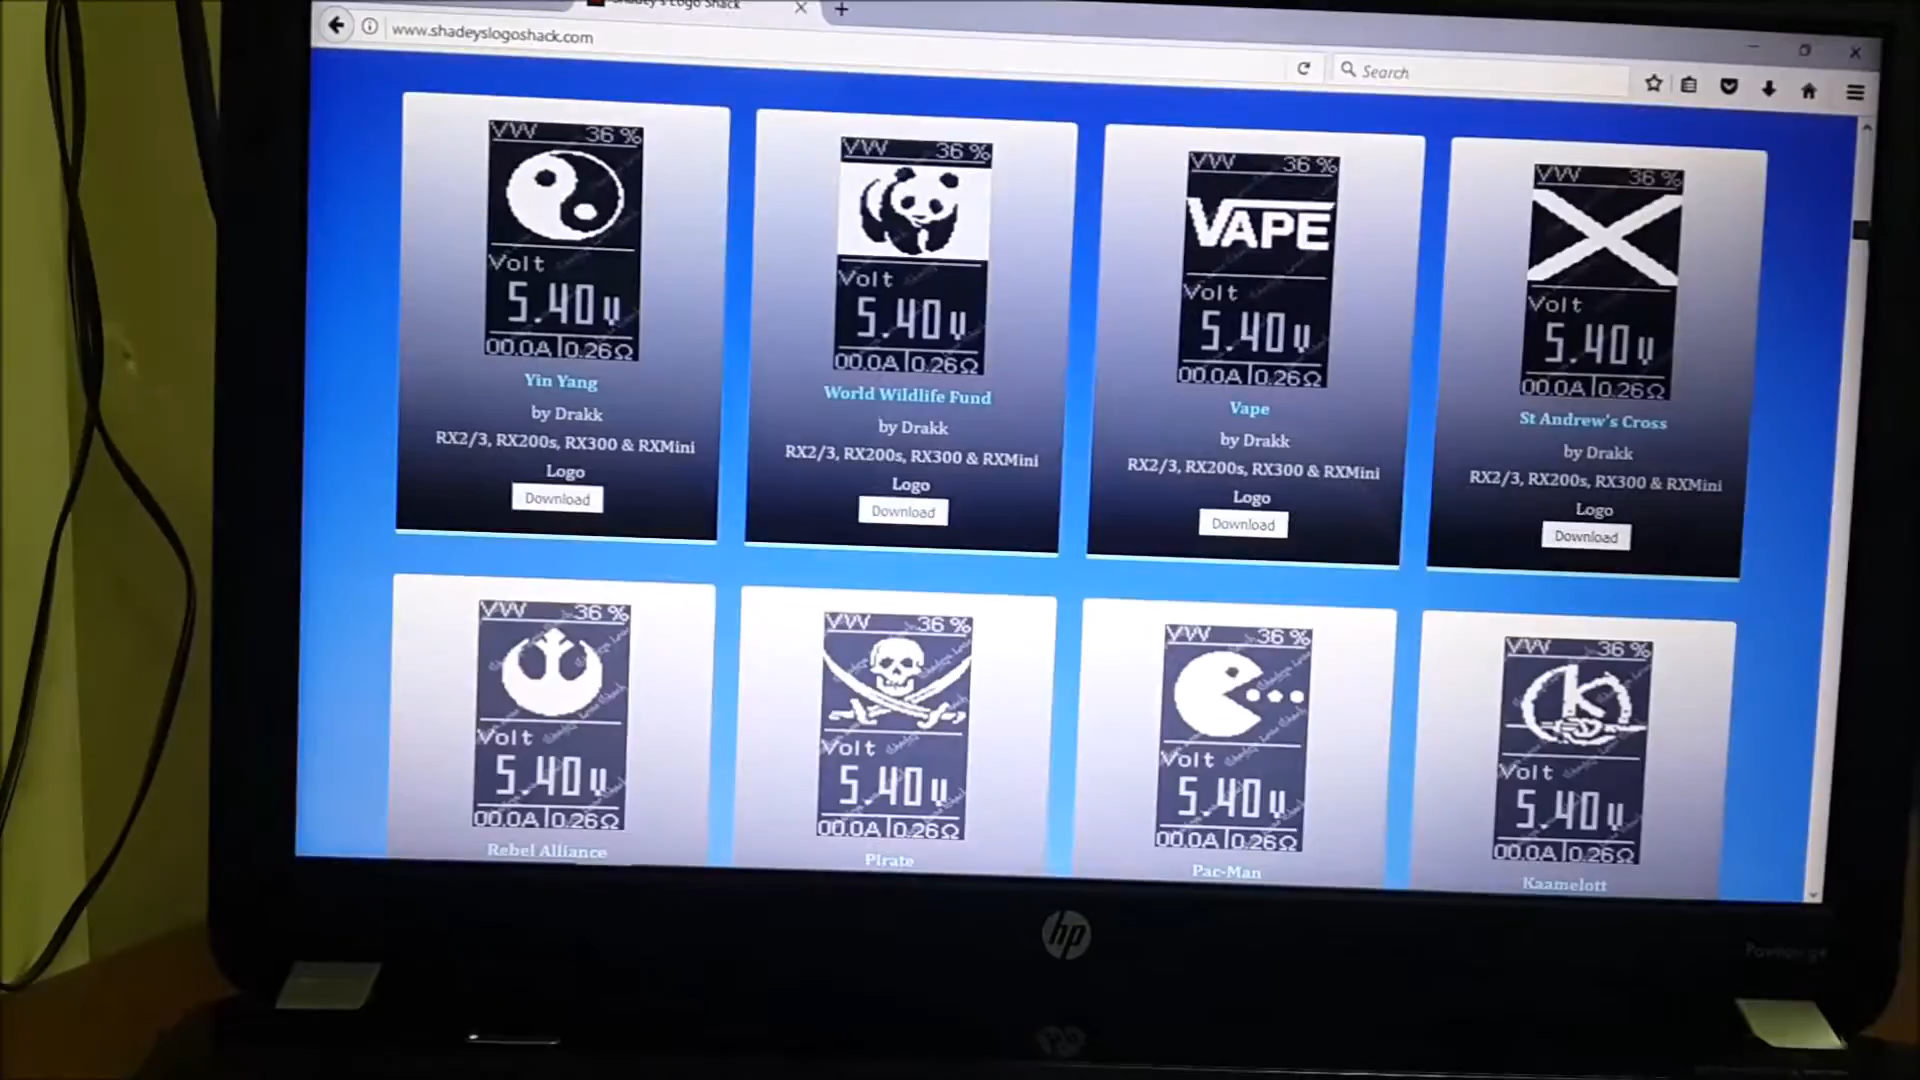 Shadey's Logo Shack
www.shadeyslogoshack.com
Search
VW 36 %
Volt
5.40v
00.0A 0.26Ω
Yin Yang
by Drakk
RX2/3, RX200s, RX300 & RXMini
Logo
Download
VW 36 %
Volt
5.40v
00.0A 0.26Ω
World Wildlife Fund
by Drakk
RX2/3, RX200s, RX300 & RXMini
Logo
Download
VW 36 %
VAPE
Volt
5.40v
00.0A 0.26Ω
Vape
by Drakk
RX2/3, RX200s, RX300 & RXMini
Logo
Download
VW 36 %
Volt
5.40v
00.0A 0.26Ω
St Andrew's Cross
by Drakk
RX2/3, RX200s, RX300 & RXMini
Logo
Download
VW 36 %
Volt
5.40v
00.0A 0.26Ω
Rebel Alliance
VW 36 %
Volt
5.40v
00.0A 0.26Ω
Pirate
VW 36 %
Volt
5.40v
00.0A 0.26Ω
Pac-Man
VW 36 %
K
Volt
5.40v
00.0A 0.26Ω
Kaamelott
hp